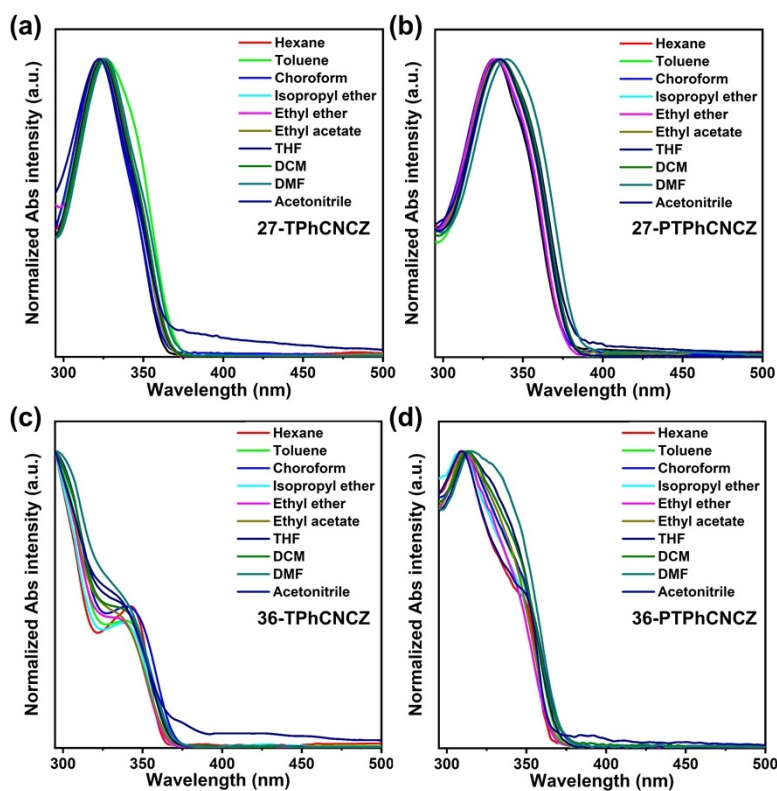 (a)
Normalized Abs intensity (a.u.)
Hexane
Toluene
Choroform
Isopropyl ether
Ethyl ether
Ethyl acetate
THF
DCM
DMF
Acetonitrile
27-TPhCNCZ
300 350 400 450 500
Wavelength (nm)
(b)
Normalized Abs intensity (a.u.)
Hexane
Toluene
Choroform
Isopropyl ether
Ethyl ether
Ethyl acetate
THF
DCM
DMF
Acetonitrile
27-PTPhCNCZ
300 350 400 450 500
Wavelength (nm)
(c)
Normalized Abs intensity (a.u.)
Hexane
Toluene
Choroform
Isopropyl ether
Ethyl ether
Ethyl acetate
THF
DCM
DMF
Acetonitrile
36-TPhCNCZ
300 350 400 450 500
Wavelength (nm)
(d)
Normalized Abs intensity (a.u.)
Hexane
Toluene
Choroform
Isopropyl ether
Ethyl ether
Ethyl acetate
THF
DCM
DMF
Acetonitrile
36-PTPhCNCZ
300 350 400 450 500
Wavelength (nm)